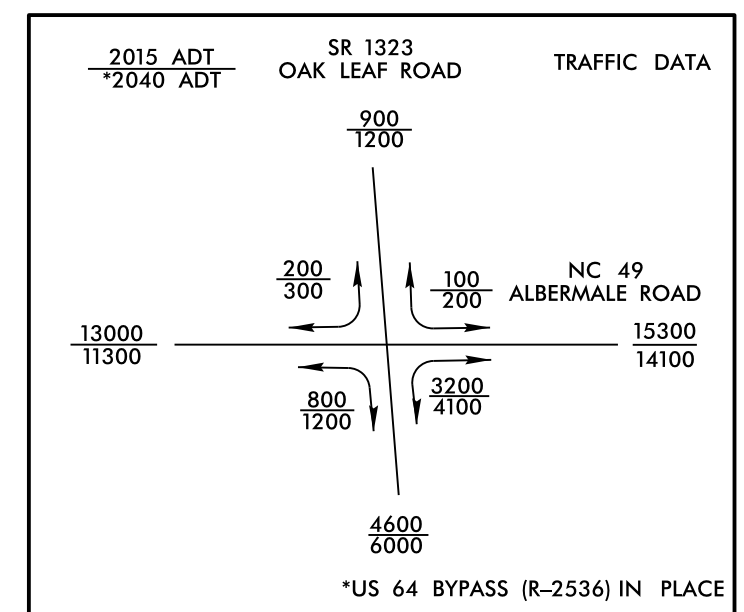 2015 ADT
*2040 ADT
SR 1323
OAK LEAF ROAD
TRAFFIC DATA
900
1200
200
300
100
200
NC 49
ALBERMALE ROAD
13000
11300
15300
14100
800
1200
3200
4100
4600
6000
*US 64 BYPASS (R-2536) IN PLACE